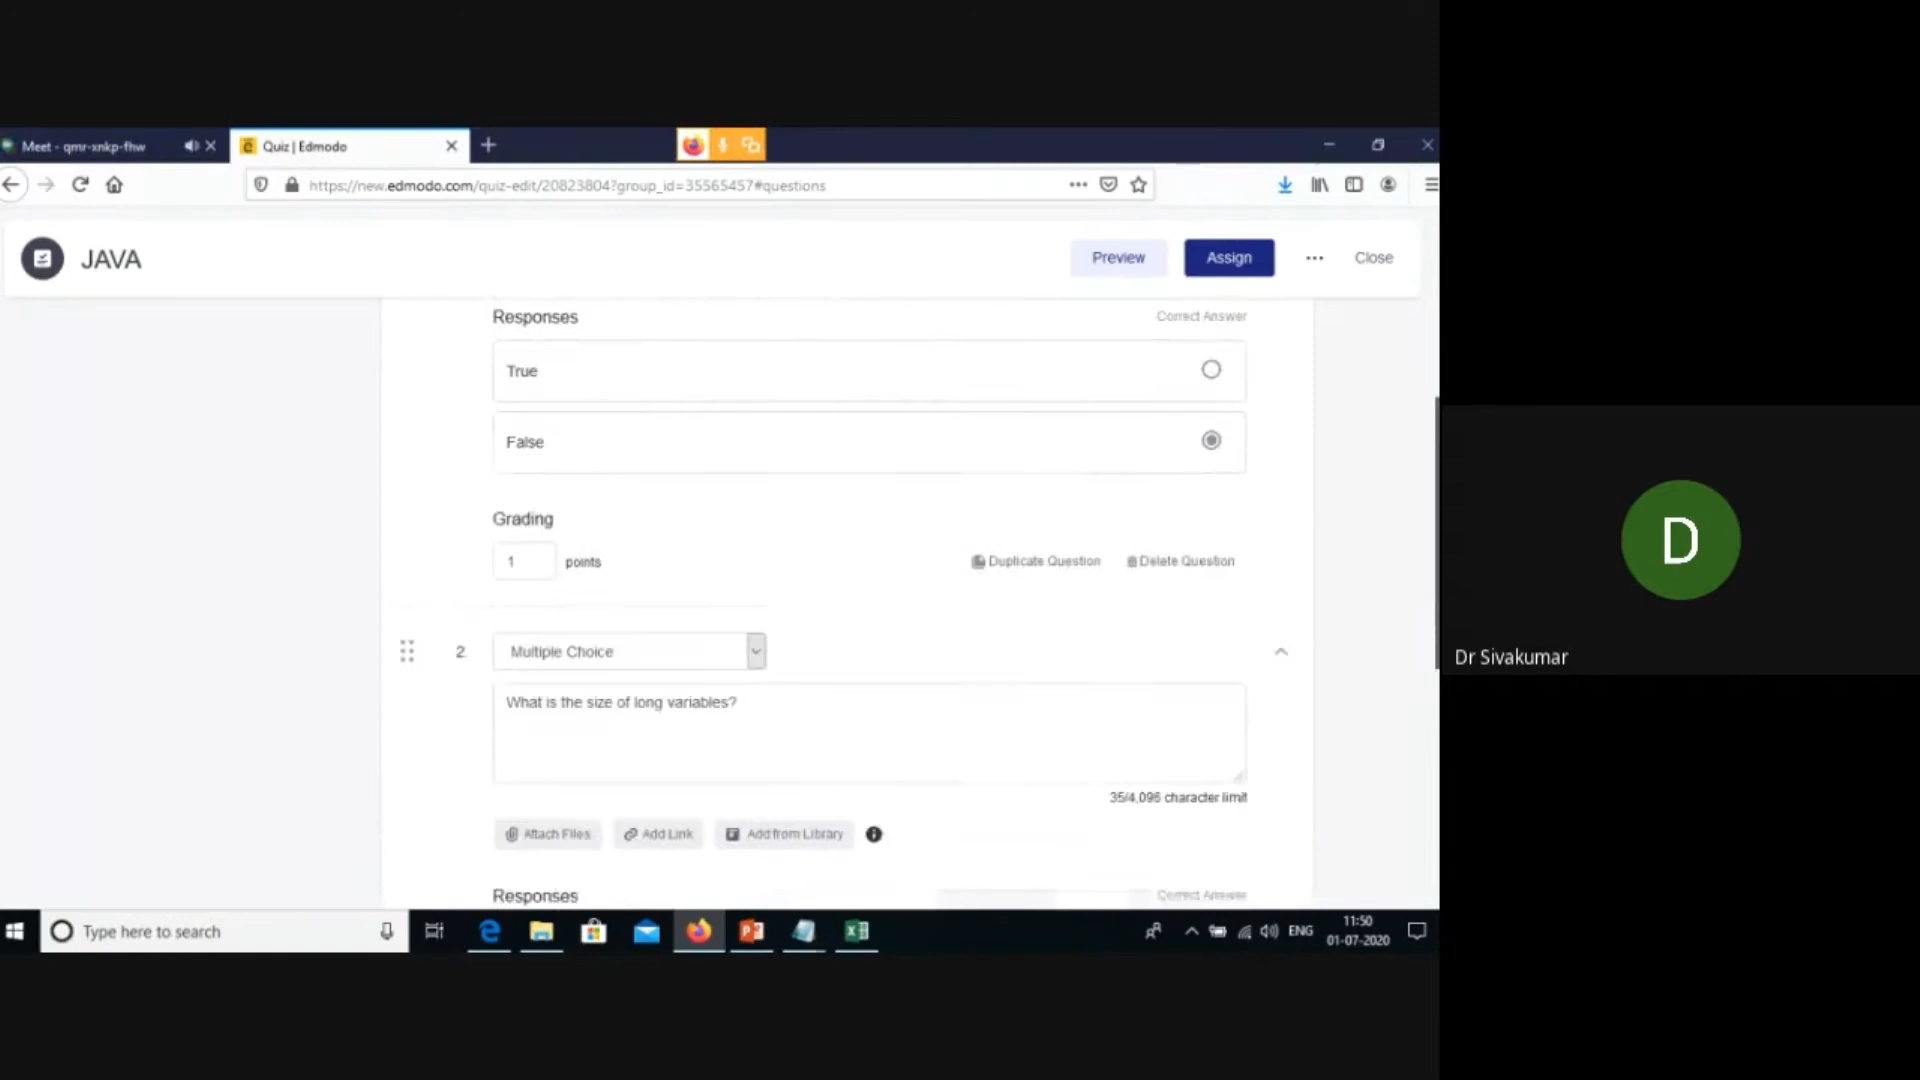 Meet - qmr-xnkp-fhw
Quiz | Edmodo
https://new.edmodo.com/quiz-edit/20823804?group_id=35565457#questions
JAVA
Preview
Assign
Close
Responses
Correct Answer
True
False
Grading
1
points
Duplicate Question
Delete Question
2.
Multiple Choice
What is the size of long variables?
35/4,096 character limit
Attach Files
Add Link
Add from Library
Responses
Correct Answer
Type here to search
ENG
11:50
01-07-2020
D
Dr Sivakumar